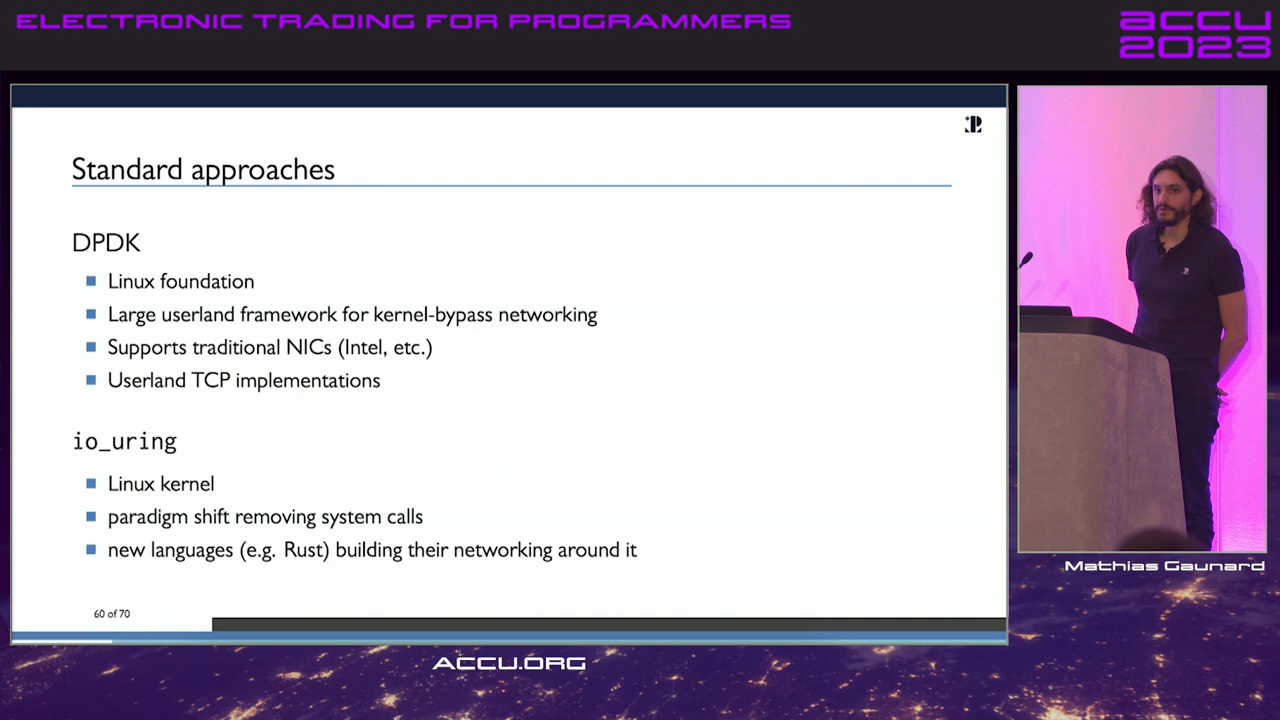 ELECTRONIC TRADING FOR PROGRAMMERS
accu
2023
Standard approaches
DPDK
Linux foundation
Large userland framework for kernel-bypass networking
Supports traditional NICs (Intel, etc.)
Userland TCP implementations
io_uring
Linux kernel
paradigm shift removing system calls
new languages (e.g. Rust) building their networking around it
60 of 70
Mathias Gaunard
ACCU.ORG